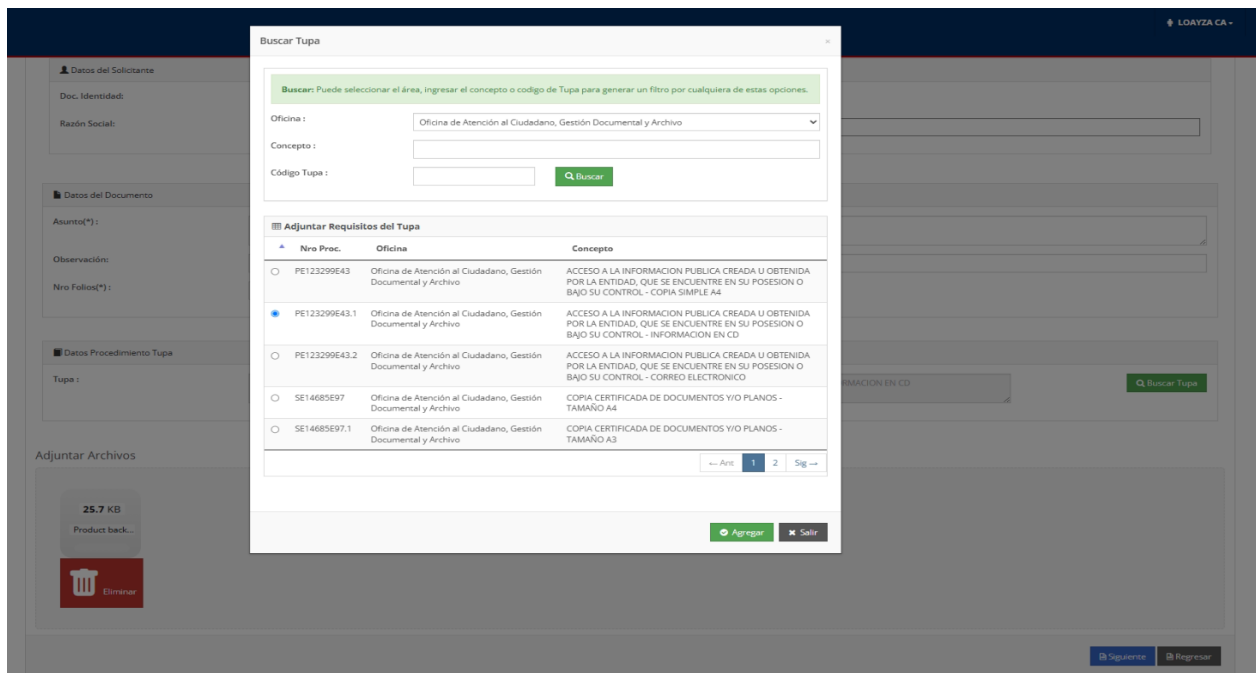 LOAYZA CA
Buscar Tupa
×
Datos del Solicitante
Doc. Identidad:
Razón Social:
Buscar: Puede seleccionar el área, ingresar el concepto o codigo de Tupa para generar un filtro por cualquiera de estas opciones.
Oficina :
Oficina de Atención al Ciudadano, Gestión Documental y Archivo
Concepto :
Código Tupa :
Buscar
Datos del Documento
Asunto(*) :
Observación:
Nro Folios(*) :
Adjuntar Requisitos del Tupa
Nro Proc. Oficina Concepto
PE123299E43 Oficina de Atención al Ciudadano, Gestión ACCESO A LA INFORMACION PUBLICA CREADA U OBTENIDA
Documental y Archivo POR LA ENTIDAD, QUE SE ENCUENTRE EN SU POSESION O
BAJO SU CONTROL - COPIA SIMPLE A4
PE123299E43.1 Oficina de Atención al Ciudadano, Gestión ACCESO A LA INFORMACION PUBLICA CREADA U OBTENIDA
Documental y Archivo POR LA ENTIDAD, QUE SE ENCUENTRE EN SU POSESION O
BAJO SU CONTROL - INFORMACION EN CD
PE123299E43.2 Oficina de Atención al Ciudadano, Gestión ACCESO A LA INFORMACION PUBLICA CREADA U OBTENIDA
Documental y Archivo POR LA ENTIDAD, QUE SE ENCUENTRE EN SU POSESION O
BAJO SU CONTROL - CORREO ELECTRONICO
SE14685E97 Oficina de Atención al Ciudadano, Gestión COPIA CERTIFICADA DE DOCUMENTOS Y/O PLANOS -
Documental y Archivo TAMAÑO A4
SE14685E97.1 Oficina de Atención al Ciudadano, Gestión COPIA CERTIFICADA DE DOCUMENTOS Y/O PLANOS -
Documental y Archivo TAMAÑO A3
← Ant 1 2 Sig →
Agregar
Salir
Datos Procedimiento Tupa
Tupa :
RMACION EN CD
Buscar Tupa
Adjuntar Archivos
25.7 KB
Product back...
Eliminar
Siguiente
Regresar